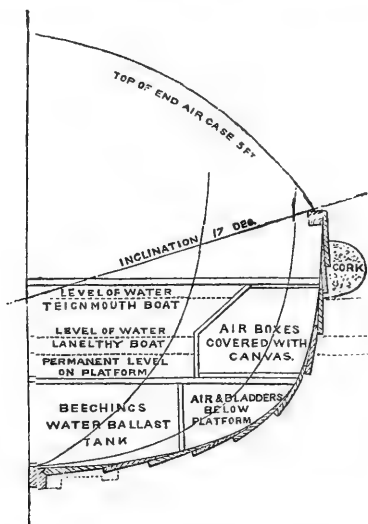 TOP OF END AIR CASE 5 FT
INCLINATION 17 DEG.
CORK
LEVEL OF WATER
TEIGNMOUTH BOAT
LEVEL OF WATER
LANELTHY BOAT
PERMANENT LEVEL
ON PLATFORM
AIR BOXES
COVERED WITH
CANVAS.
BEECHINGS
WATER BALLAST
TANK
AIR & BLADDERS
BELOW
PLATFORM